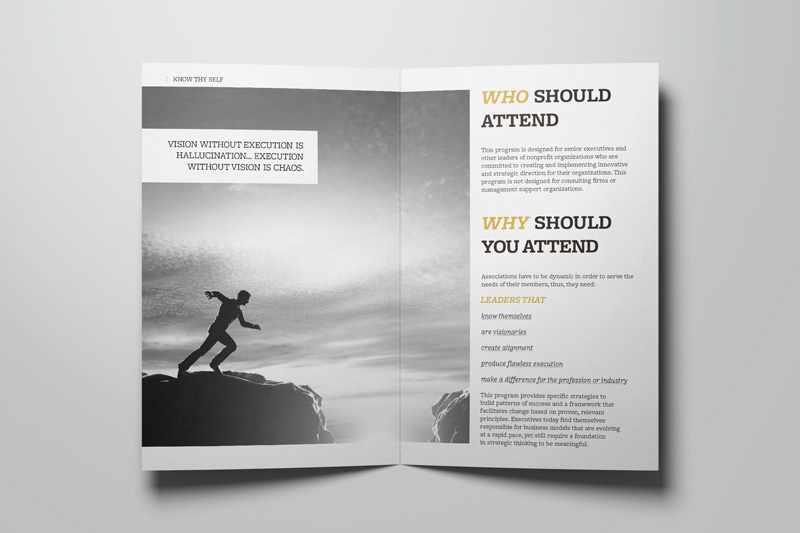 1 KNOW THY SELF
VISION WITHOUT EXECUTION IS
HALLUCINATION... EXECUTION
WITHOUT VISION IS CHAOS.
WHO SHOULD
ATTEND
This program is designed for senior executives and
other leaders of nonprofit organizations who are
committed to creating and implementing innovative
and strategic direction for their organizations. This
program is not designed for consulting firms or
management support organizations.
WHY SHOULD
YOU ATTEND
Associations have to be dynamic in order to serve the
needs of their members, thus, they need:
LEADERS THAT
know themselves
are visionaries
create alignment
produce flawless execution
make a difference for the profession or industry
This program provides specific strategies to
build patterns of success and a framework that
facilitates change based on proven, relevant
principles. Executives today find themselves
responsible for business models that are evolving
at a rapid pace, yet still require a foundation
in strategic thinking to be meaningful.